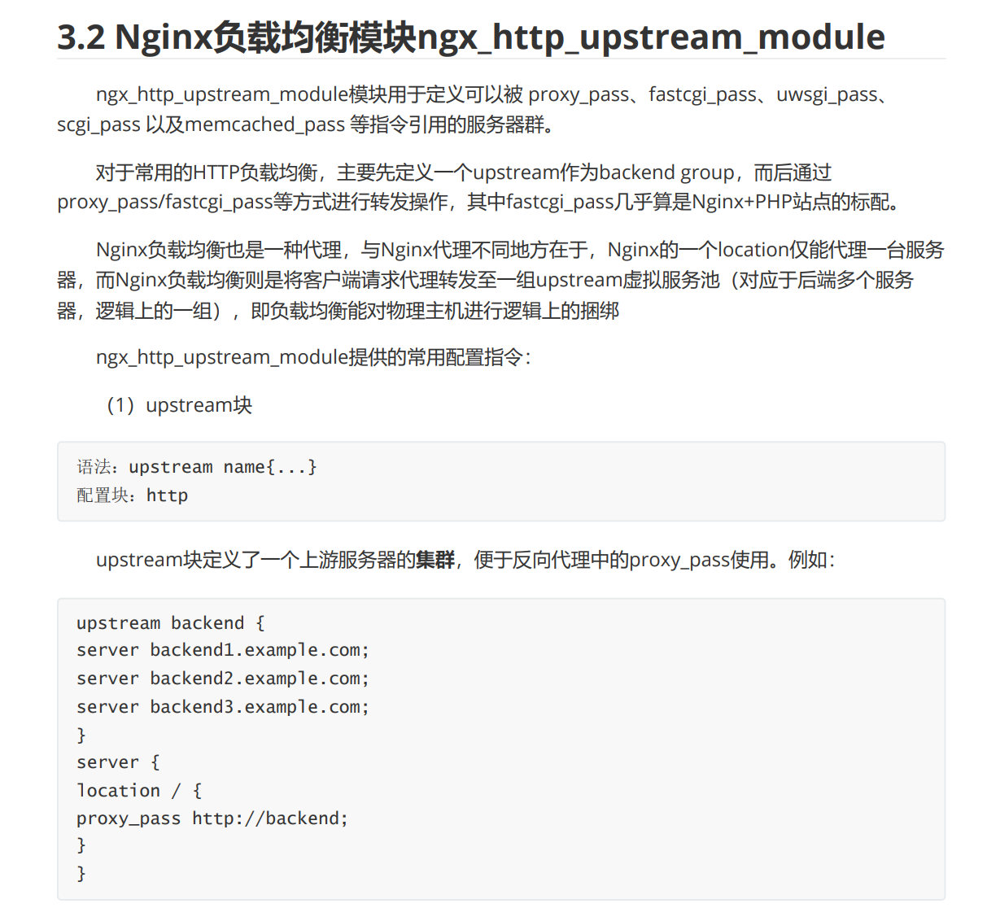 3.2 Nginx负载均衡模块ngx_http_upstream_module
ngx_http_upstream_module模块用于定义可以被 proxy_pass、fastcgi_pass、uwsgi_pass、
scgi_pass 以及memcached_pass 等指令引用的服务器群。
对于常用的HTTP负载均衡，主要先定义一个upstream作为backend group，而后通过
proxy_pass/fastcgi_pass等方式进行转发操作，其中fastcgi_pass几乎算是Nginx+PHP站点的标配。
Nginx负载均衡也是一种代理，与Nginx代理不同地方在于，Nginx的一个location仅能代理一台服务
器，而Nginx负载均衡则是将客户端请求代理转发至一组upstream虚拟服务池（对应于后端多个服务
器，逻辑上的一组），即负载均衡能对物理主机进行逻辑上的捆绑
ngx_http_upstream_module提供的常用配置指令：
（1）upstream块
语法：upstream name{...}
配置块：http
upstream块定义了一个上游服务器的集群，便于反向代理中的proxy_pass使用。例如：
upstream backend {
server backend1.example.com;
server backend2.example.com;
server backend3.example.com;
}
server {
location / {
proxy_pass http://backend;
}
}